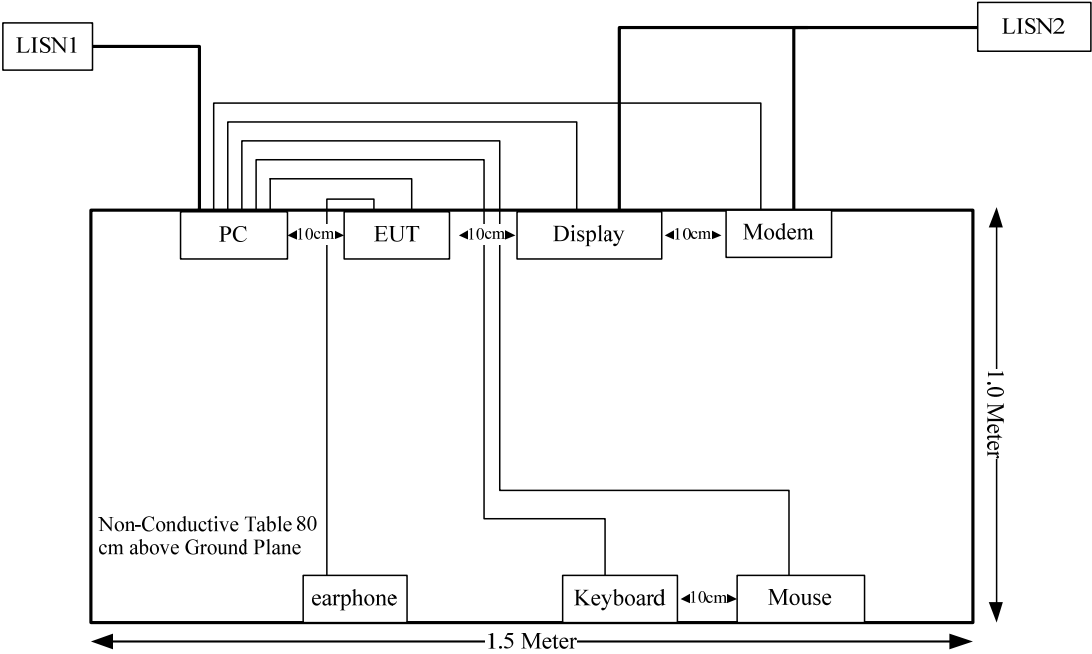 LISN1
LISN2
PC
10cm
EUT
10cm
Display
10cm
Modem
1.0 Meter
Non-Conductive Table 80
cm above Ground Plane
earphone
Keyboard
10cm
Mouse
1.5 Meter